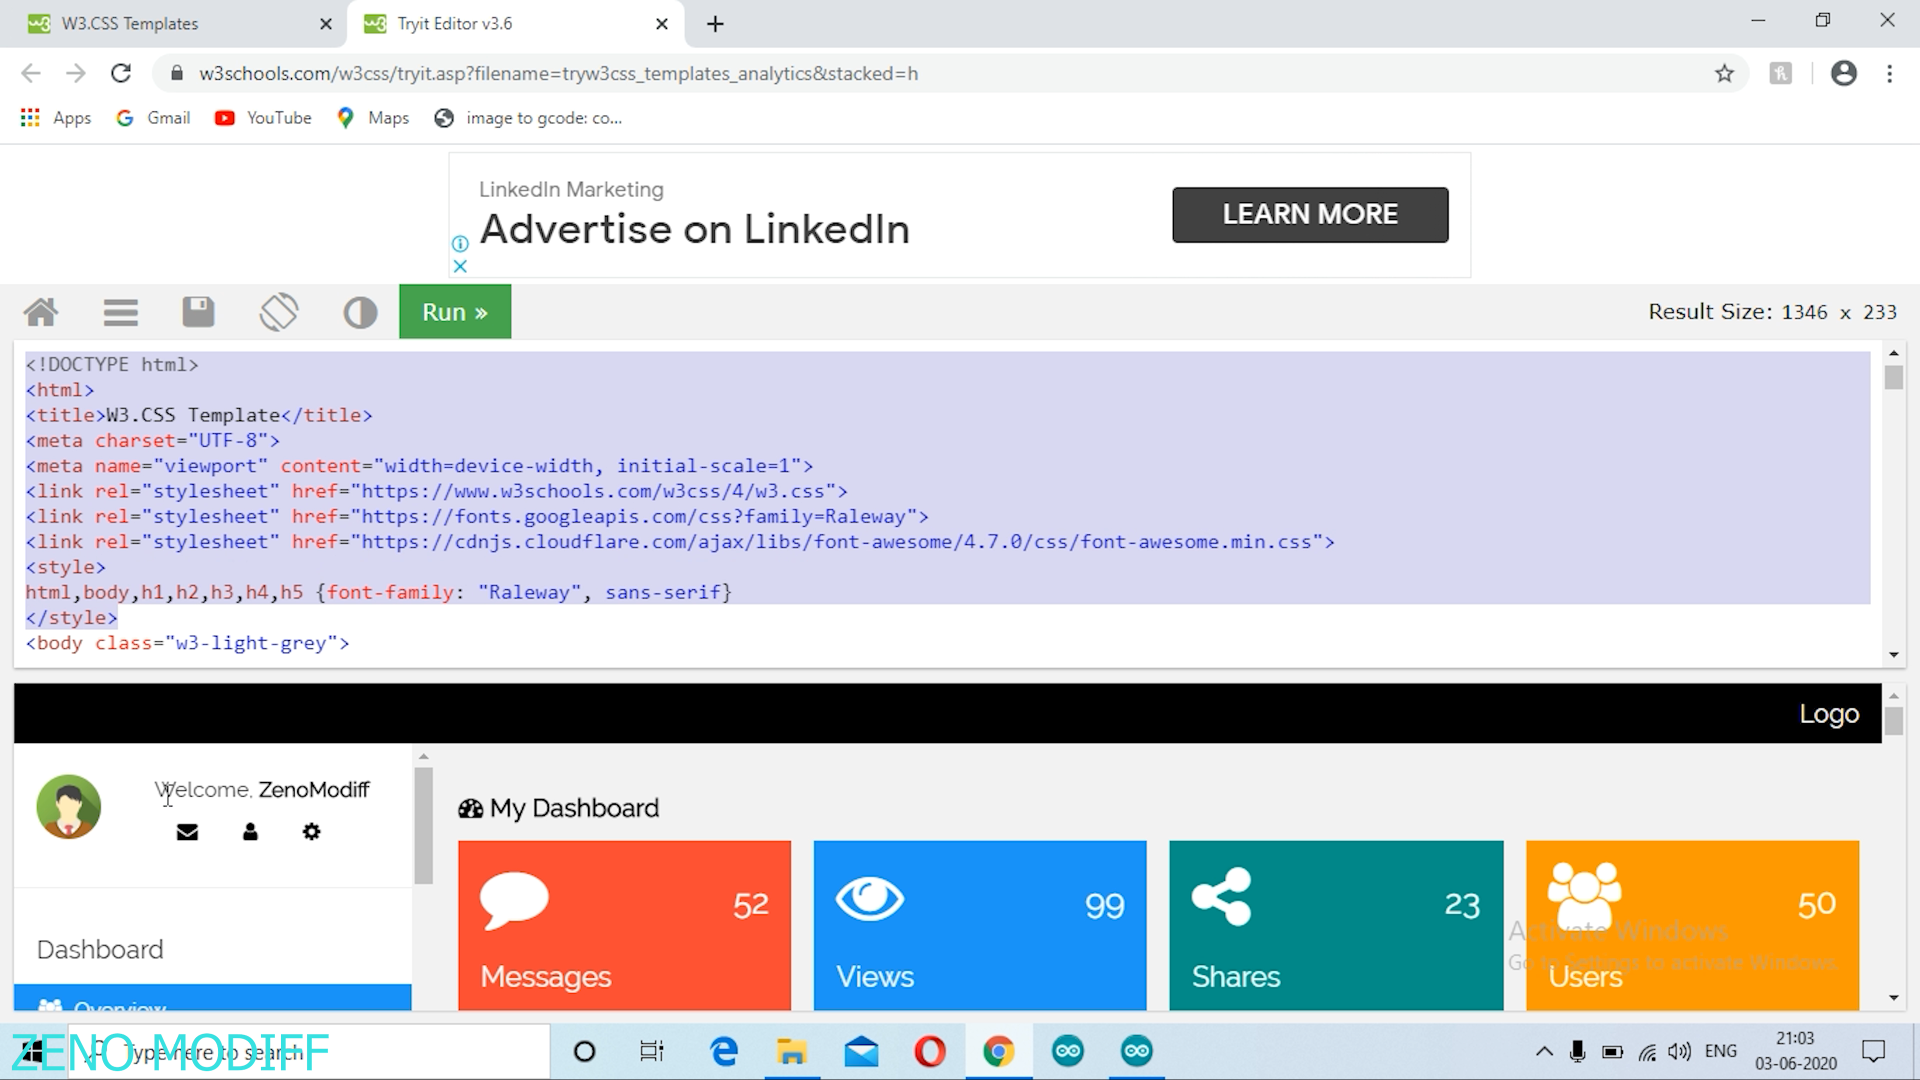 W3.CSS Templates
Tryit Editor v3.6
w3schools.com/w3css/tryit.asp?filename=tryw3css_templates_analytics&stacked=h
Apps
Gmail
YouTube
Maps
image to gcode: co...
LinkedIn Marketing
Advertise on LinkedIn
LEARN MORE
Run »
Result Size: 1346 x 233
<!DOCTYPE html>
<html>
<title>W3.CSS Template</title>
<meta charset="UTF-8">
<meta name="viewport" content="width=device-width, initial-scale=1">
<link rel="stylesheet" href="https://www.w3schools.com/w3css/4/w3.css">
<link rel="stylesheet" href="https://fonts.googleapis.com/css?family=Raleway">
<link rel="stylesheet" href="https://cdnjs.cloudflare.com/ajax/libs/font-awesome/4.7.0/css/font-awesome.min.css">
<style>
html,body,h1,h2,h3,h4,h5 {font-family: "Raleway", sans-serif}
</style>
<body class="w3-light-grey">
Logo
Welcome, ZenoModiff
My Dashboard
52
Messages
99
Views
23
Shares
50
Users
Dashboard
Overview
Activate Windows
Go to Settings to activate Windows.
ZENO MODIFF
Type here to search
ENG
21:03
03-06-2020